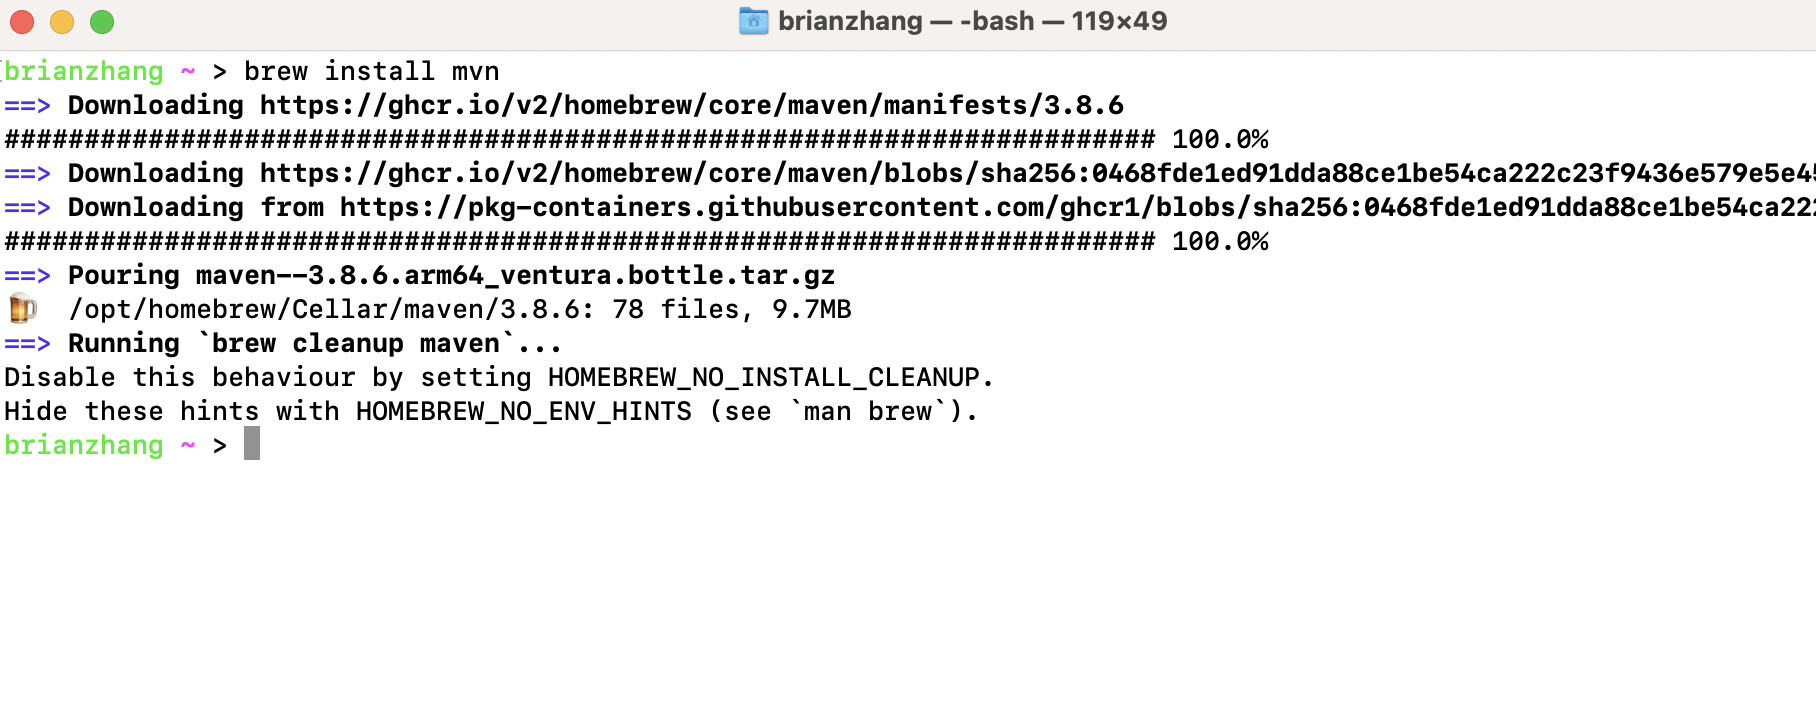 brianzhang — -bash — 119×49
brianzhang ~ > brew install mvn
==> Downloading https://ghcr.io/v2/homebrew/core/maven/manifests/3.8.6
######################################################################## 100.0%
==> Downloading https://ghcr.io/v2/homebrew/core/maven/blobs/sha256:0468fde1ed91dda88ce1be54ca222c23f9436e579e5e45
==> Downloading from https://pkg-containers.githubusercontent.com/ghcr1/blobs/sha256:0468fde1ed91dda88ce1be54ca222
######################################################################## 100.0%
==> Pouring maven--3.8.6.arm64_ventura.bottle.tar.gz
🍺  /opt/homebrew/Cellar/maven/3.8.6: 78 files, 9.7MB
==> Running `brew cleanup maven`...
Disable this behaviour by setting HOMEBREW_NO_INSTALL_CLEANUP.
Hide these hints with HOMEBREW_NO_ENV_HINTS (see `man brew`).
brianzhang ~ >